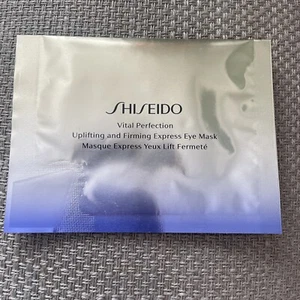 SHISEIDO
Vital Perfection
Uplifting and Firming Express Eye Mask
Masque Express Yeux Lift Fermeté